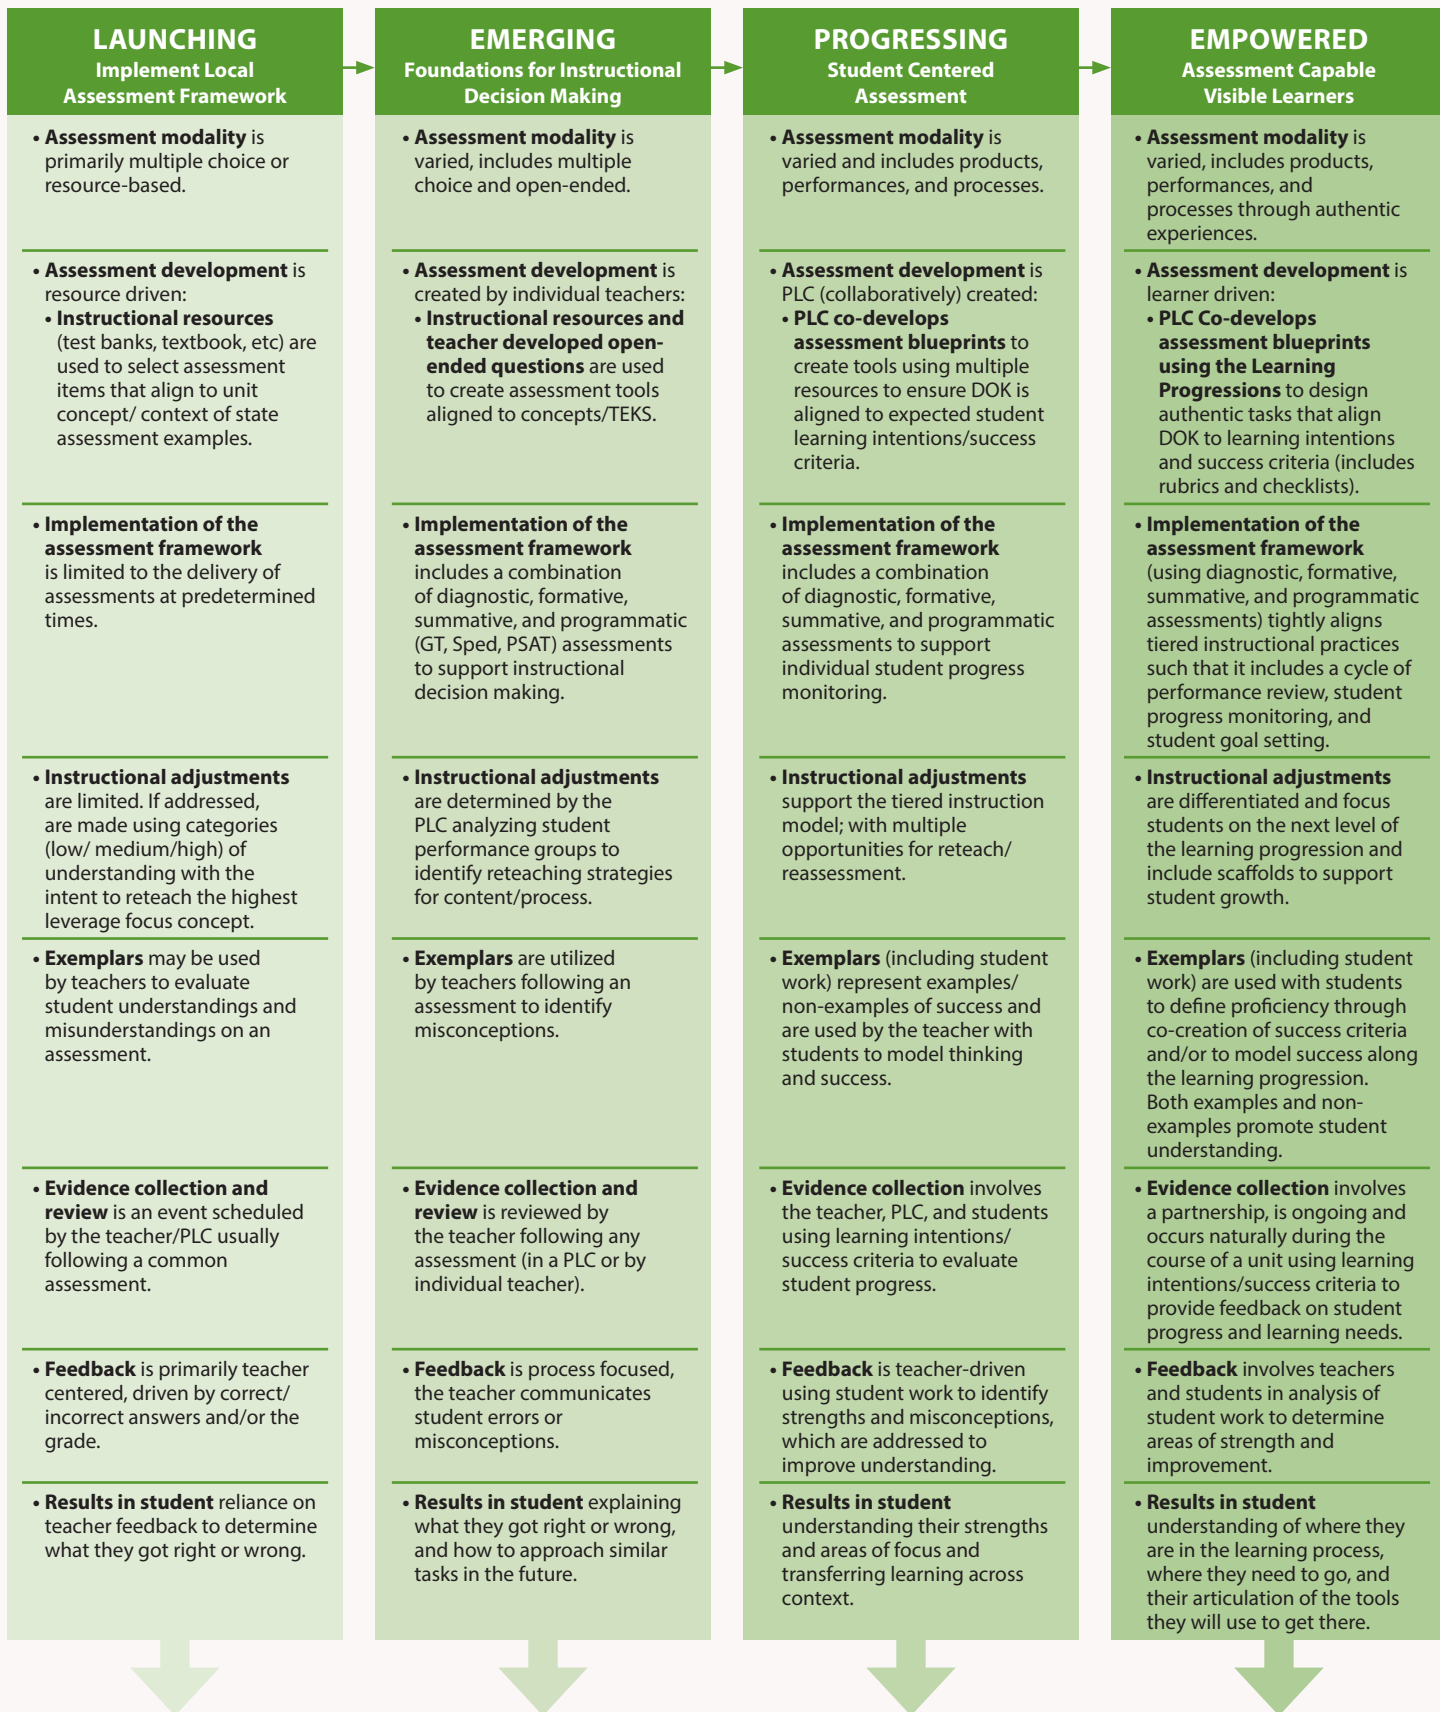 LAUNCHING
Implement Local
Assessment Framework
• Assessment modality is
primarily multiple choice or
resource-based.
• Assessment development is
resource driven:
• Instructional resources
(test banks, textbook, etc) are
used to select assessment
items that align to unit
concept/ context of state
assessment examples.
• Implementation of the
assessment framework
is limited to the delivery of
assessments at predetermined
times.
• Instructional adjustments
are limited. If addressed,
are made using categories
(low/ medium/high) of
understanding with the
intent to reteach the highest
leverage focus concept.
• Exemplars may be used
by teachers to evaluate
student understandings and
misunderstandings on an
assessment.
• Evidence collection and
review is an event scheduled
by the teacher/PLC usually
following a common
assessment.
• Feedback is primarily teacher
centered, driven by correct/
incorrect answers and/or the
grade.
• Results in student reliance on
teacher feedback to determine
what they got right or wrong.
EMERGING
Foundations for Instructional
Decision Making
• Assessment modality is
varied, includes multiple
choice and open-ended.
• Assessment development is
created by individual teachers:
• Instructional resources and
teacher developed open-
ended questions are used
to create assessment tools
aligned to concepts/TEKS.
• Implementation of the
assessment framework
includes a combination
of diagnostic, formative,
summative, and programmatic
(GT, Sped, PSAT) assessments
to support instructional
decision making.
• Instructional adjustments
are determined by the
PLC analyzing student
performance groups to
identify reteaching strategies
for content/process.
• Exemplars are utilized
by teachers following an
assessment to identify
misconceptions.
• Evidence collection and
review is reviewed by
the teacher following any
assessment (in a PLC or by
individual teacher).
• Feedback is process focused,
the teacher communicates
student errors or
misconceptions.
• Results in student explaining
what they got right or wrong,
and how to approach similar
tasks in the future.
PROGRESSING
Student Centered
Assessment
• Assessment modality is
varied and includes products,
performances, and processes.
• Assessment development is
PLC (collaboratively) created:
• PLC co-develops
assessment blueprints to
create tools using multiple
resources to ensure DOK is
aligned to expected student
learning intentions/success
criteria.
• Implementation of the
assessment framework
includes a combination
of diagnostic, formative,
summative, and programmatic
assessments to support
individual student progress
monitoring.
• Instructional adjustments
support the tiered instruction
model; with multiple
opportunities for reteach/
reassessment.
• Exemplars (including student
work) represent examples/
non-examples of success and
are used by the teacher with
students to model thinking
and success.
• Evidence collection involves
the teacher, PLC, and students
using learning intentions/
success criteria to evaluate
student progress.
• Feedback is teacher-driven
using student work to identify
strengths and misconceptions,
which are addressed to
improve understanding.
• Results in student
understanding their strengths
and areas of focus and
transferring learning across
context.
EMPOWERED
Assessment Capable
Visible Learners
• Assessment modality is
varied, includes products,
performances, and
processes through authentic
experiences.
• Assessment development is
learner driven:
• PLC Co-develops
assessment blueprints
using the Learning
Progressions to design
authentic tasks that align
DOK to learning intentions
and success criteria (includes
rubrics and checklists).
• Implementation of the
assessment framework
(using diagnostic, formative,
summative, and programmatic
assessments) tightly aligns
tiered instructional practices
such that it includes a cycle of
performance review, student
progress monitoring, and
student goal setting.
• Instructional adjustments
are differentiated and focus
students on the next level of
the learning progression and
include scaffolds to support
student growth.
• Exemplars (including student
work) are used with students
to define proficiency through
co-creation of success criteria
and/or to model success along
the learning progression.
Both examples and non-
examples promote student
understanding.
• Evidence collection involves
a partnership, is ongoing and
occurs naturally during the
course of a unit using learning
intentions/success criteria to
provide feedback on student
progress and learning needs.
• Feedback involves teachers
and students in analysis of
student work to determine
areas of strength and
improvement.
• Results in student
understanding of where they
are in the learning process,
where they need to go, and
their articulation of the tools
they will use to get there.